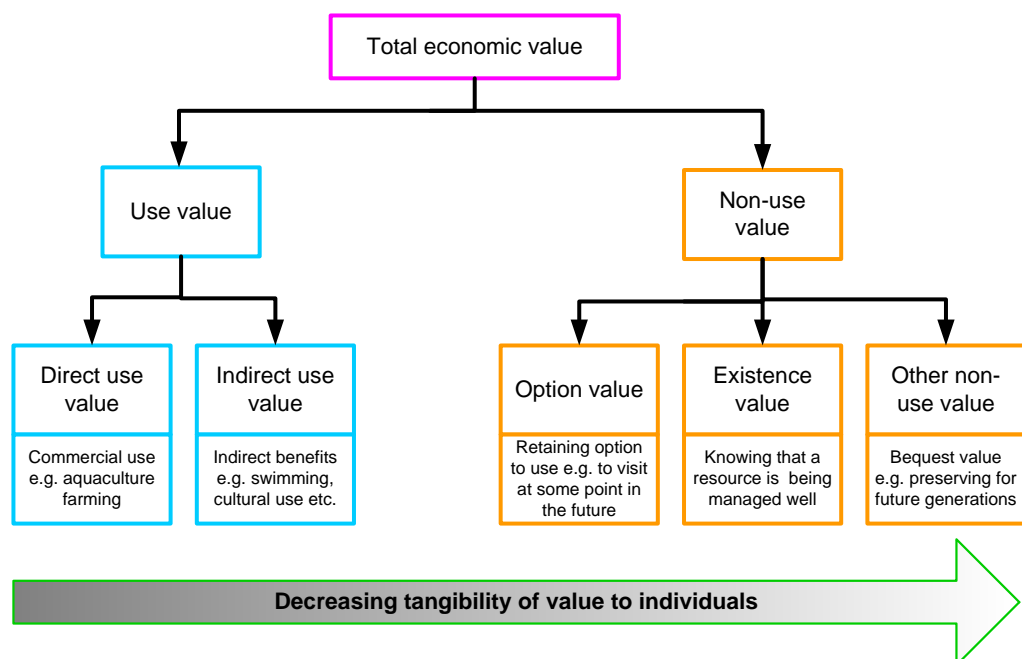 Total economic value
Use value
Non-use
value
Direct use
value
Commercial use
e.g. aquaculture
farming
Indirect use
value
Indirect benefits
e.g. swimming,
cultural use etc.
Option value
Retaining option
to use e.g. to visit
at some point in
the future
Existence
value
Knowing that a
resource is being
managed well
Other non-
use value
Bequest value
e.g. preserving for
future generations
Decreasing tangibility of value to individuals